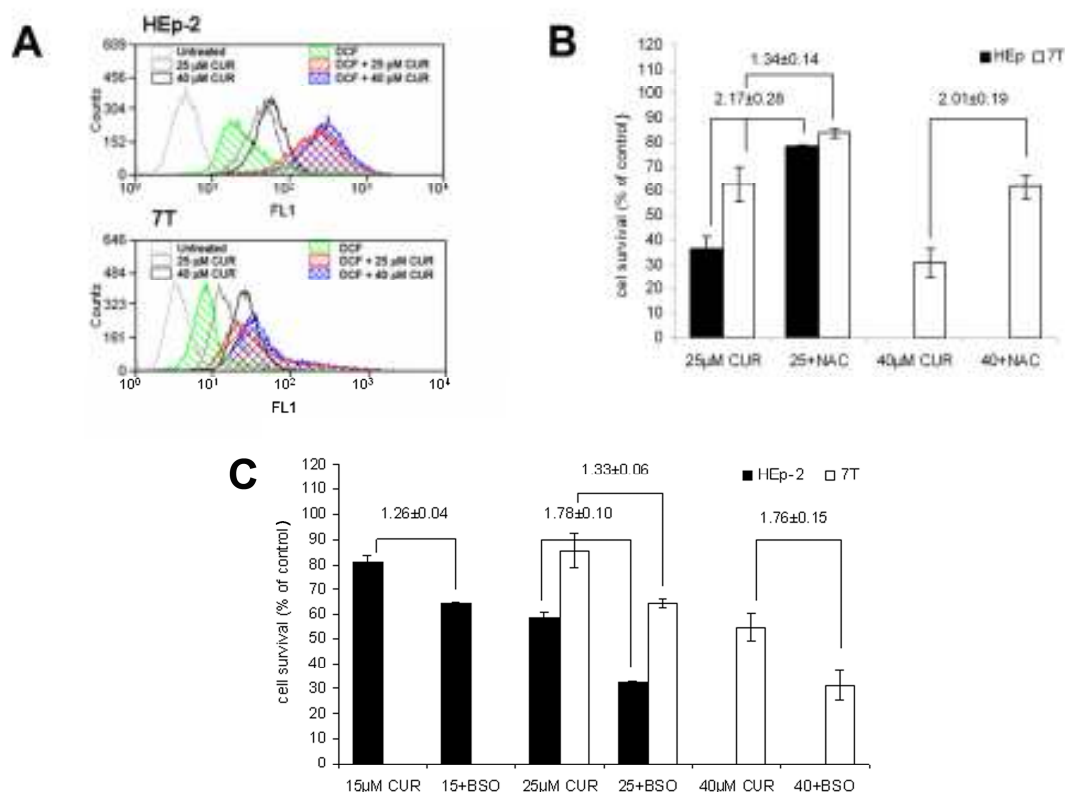 A
HEp-2
609
456
304
152
0
Counts
Untreated
25 µM CUR
40 µM CUR
DCF
DCF + 25 µM CUR
DCF + 40 µM CUR
10⁰ 10¹ 10² 10³ 10⁴
FL1
7T
646
484
323
161
0
Counts
Untreated
25 µM CUR
40 µM CUR
DCF
DCF + 25 µM CUR
DCF + 40 µM CUR
10⁰ 10¹ 10² 10³ 10⁴
FL1
B
120
110
100
90
80
70
60
50
40
30
20
10
0
cell survival (% of control)
HEp 7T
1.34±0.14
2.17±0.28
2.01±0.19
25µM CUR 25+NAC 40µM CUR 40+NAC
C
120
110
100
90
80
70
60
50
40
30
20
10
0
cell survival (% of control)
HEp-2 7T
1.33±0.06
1.26±0.04
1.78±0.10
1.76±0.15
15µM CUR 15+BSO 25µM CUR 25+BSO 40µM CUR 40+BSO